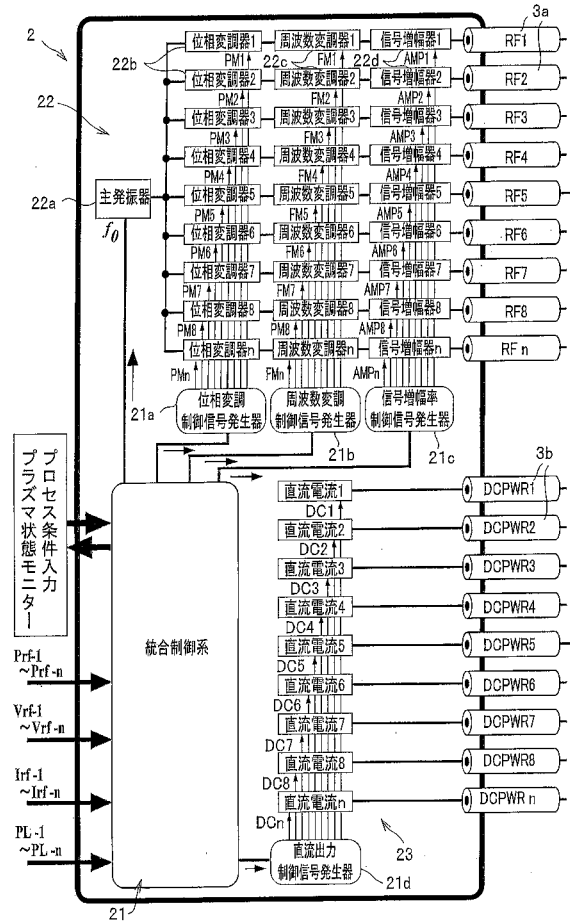 2
22
22b
22c
22d
3a
位相変調器1 周波数変調器1 信号増幅器1 RF1
PM1 FM1 AMP1
位相変調器2 周波数変調器2 信号増幅器2 RF2
PM2 FM2 AMP2
位相変調器3 周波数変調器3 信号増幅器3 RF3
PM3 FM3 AMP3
位相変調器4 周波数変調器4 信号増幅器4 RF4
PM4 FM4 AMP4
主発振器 位相変調器5 周波数変調器5 信号増幅器5 RF5
22a
f0
PM5 FM5 AMP5
位相変調器6 周波数変調器6 信号増幅器6 RF6
PM6 FM6 AMP6
位相変調器7 周波数変調器7 信号増幅器7 RF7
PM7 FM7 AMP7
位相変調器8 周波数変調器8 信号増幅器8 RF8
PM8 FM8 AMP8
位相変調器n 周波数変調器n 信号増幅器n RF n
PMn FMn AMPn
位相変調 周波数変調 信号増幅率
制御信号発生器 制御信号発生器 制御信号発生器
21a 21b 21c
プロセス条件入力
プラズマ状態モニター
統合制御系
21
Prf-1
~Prf-n
Vrf-1
~Vrf-n
Irf-1
~Irf-n
PL-1
~PL-n
3b
直流電流1 DCPWR1
DC1
直流電流2 DCPWR2
DC2
直流電流3 DCPWR3
DC3
直流電流4 DCPWR4
DC4
直流電流5 DCPWR5
DC5
直流電流6 DCPWR6
DC6
直流電流7 DCPWR7
DC7
直流電流8 DCPWR8
DC8
直流電流n DCPWR n
DCn
23
直流出力
制御信号発生器
21d